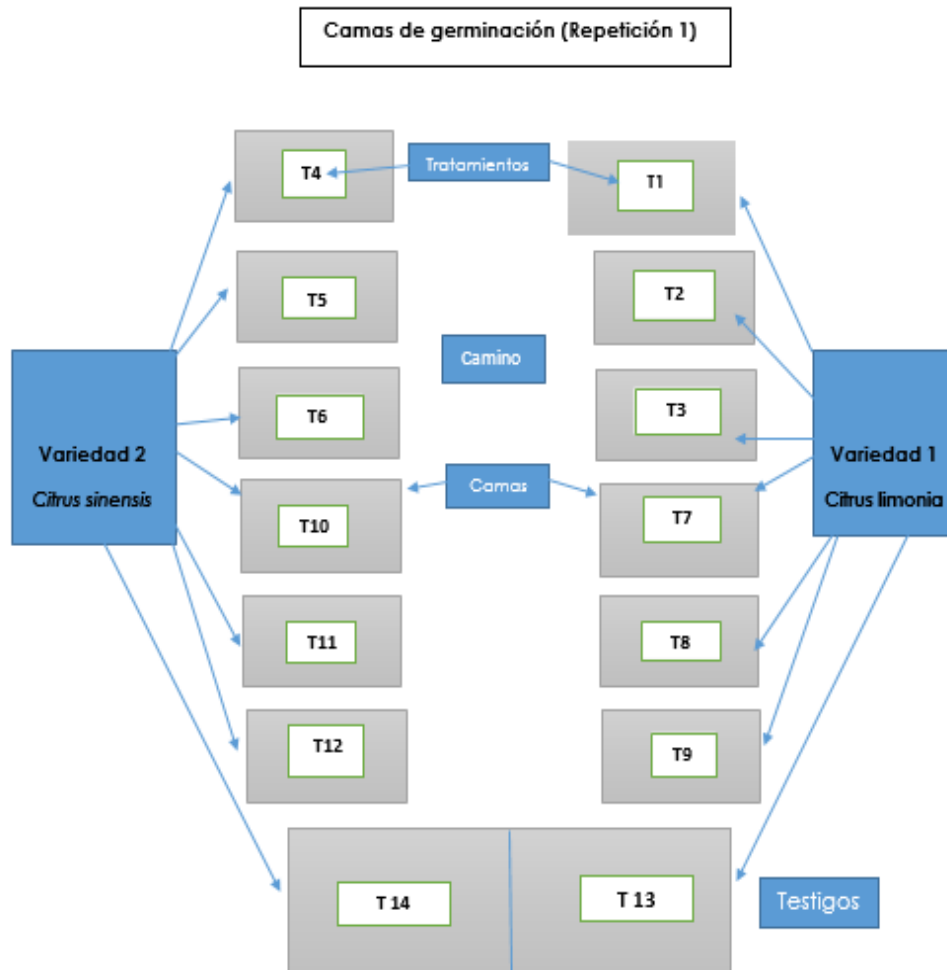 Camas de germinación (Repetición 1)
T4
Tratamientos
T1
T5
T2
Camino
T6
T3
Variedad 2
Citrus sinensis
Variedad 1
Citrus limonia
Camas
T10
T7
T11
T8
T12
T9
T 14
T 13
Testigos